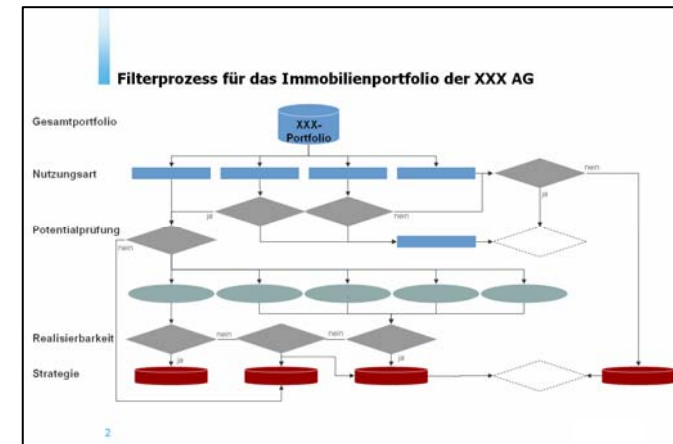 Filterprozess für das Immobilienportfolio der XXX AG
Gesamtportfolio
XXX-
Portfolio
Nutzungsart
nein
ja
ja
nein
Potentialprüfung
nein
Realisierbarkeit
nein
nein
ja
ja
Strategie
2